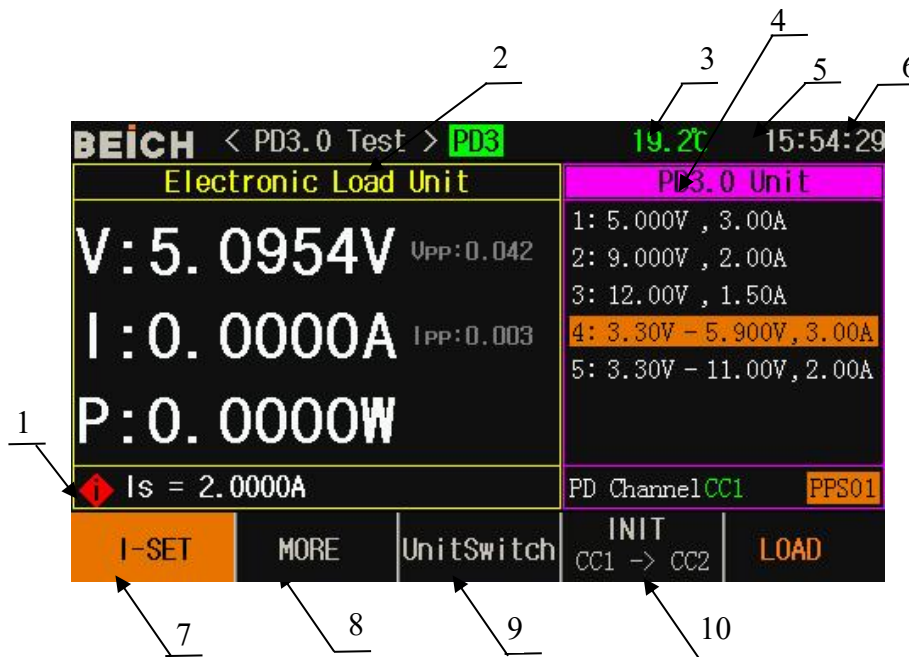 4
2 3 5 6
BEICH < PD3.0 Test > PD3 19.2℃ 15:54:29
Electronic Load Unit
V:5.0954V Vpp:0.042
I:0.0000A Ipp:0.003
P:0.0000W
1
Is = 2.0000A
PD3.0 Unit
1: 5.000V , 3.00A
2: 9.000V , 2.00A
3: 12.00V , 1.50A
4: 3.30V - 5.900V, 3.00A
5: 3.30V - 11.00V, 2.00A
PD Channel CC1 PPS01
I-SET MORE UnitSwitch INIT CC1 -> CC2 LOAD
7 8 9 10